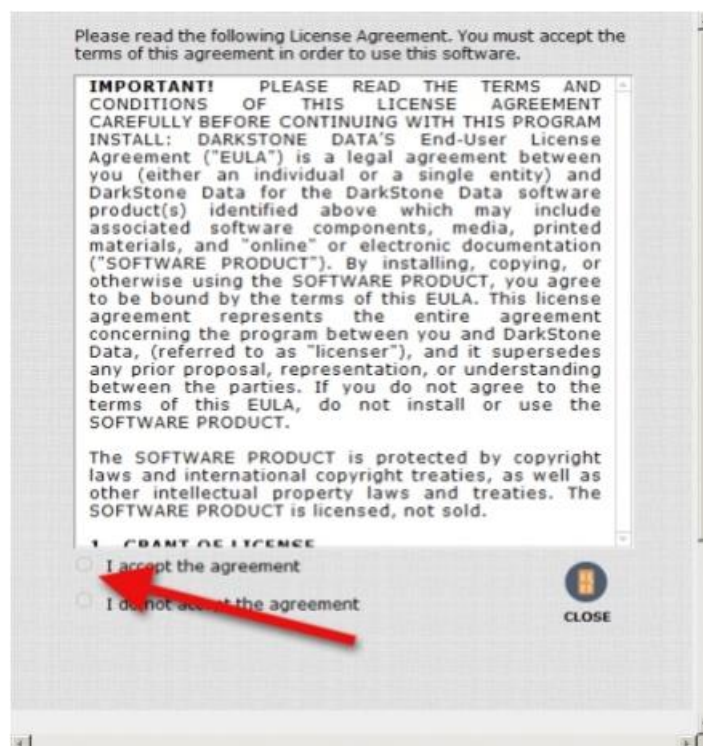 Please read the following License Agreement. You must accept the
terms of this agreement in order to use this software.
IMPORTANT! PLEASE READ THE TERMS AND
CONDITIONS OF THIS LICENSE AGREEMENT
CAREFULLY BEFORE CONTINUING WITH THIS PROGRAM
INSTALL: DARKSTONE DATA'S End-User License
Agreement ("EULA") is a legal agreement between
you (either an individual or a single entity) and
DarkStone Data for the DarkStone Data software
product(s) identified above which may include
associated software components, media, printed
materials, and "online" or electronic documentation
("SOFTWARE PRODUCT"). By installing, copying, or
otherwise using the SOFTWARE PRODUCT, you agree
to be bound by the terms of this EULA. This license
agreement represents the entire agreement
concerning the program between you and DarkStone
Data, (referred to as "licenser"), and it supersedes
any prior proposal, representation, or understanding
between the parties. If you do not agree to the
terms of this EULA, do not install or use the
SOFTWARE PRODUCT.
The SOFTWARE PRODUCT is protected by copyright
laws and international copyright treaties, as well as
other intellectual property laws and treaties. The
SOFTWARE PRODUCT is licensed, not sold.
1. GRANT OF LICENSE
I accept the agreement
I do not accept the agreement
CLOSE